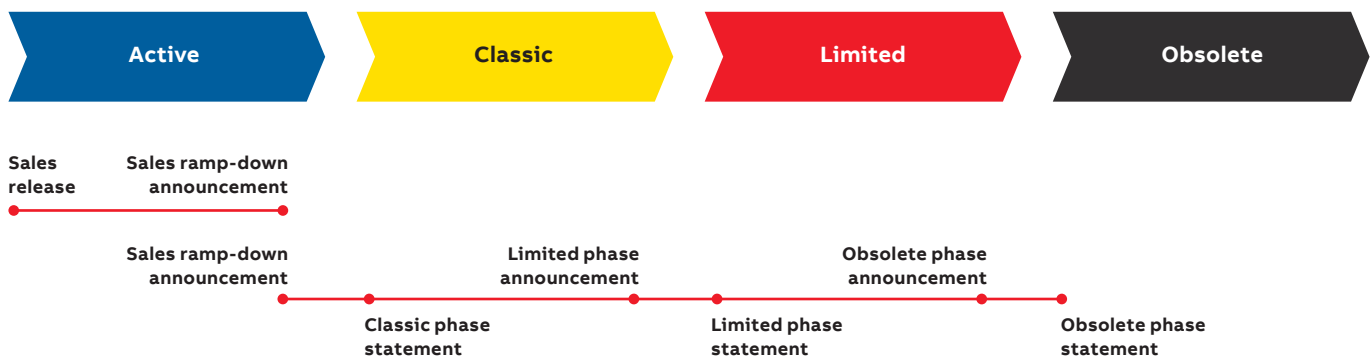 Active
Classic
Limited
Obsolete
Sales
release
Sales ramp-down
announcement
Sales ramp-down
announcement
Limited phase
announcement
Obsolete phase
announcement
Classic phase
statement
Limited phase
statement
Obsolete phase
statement